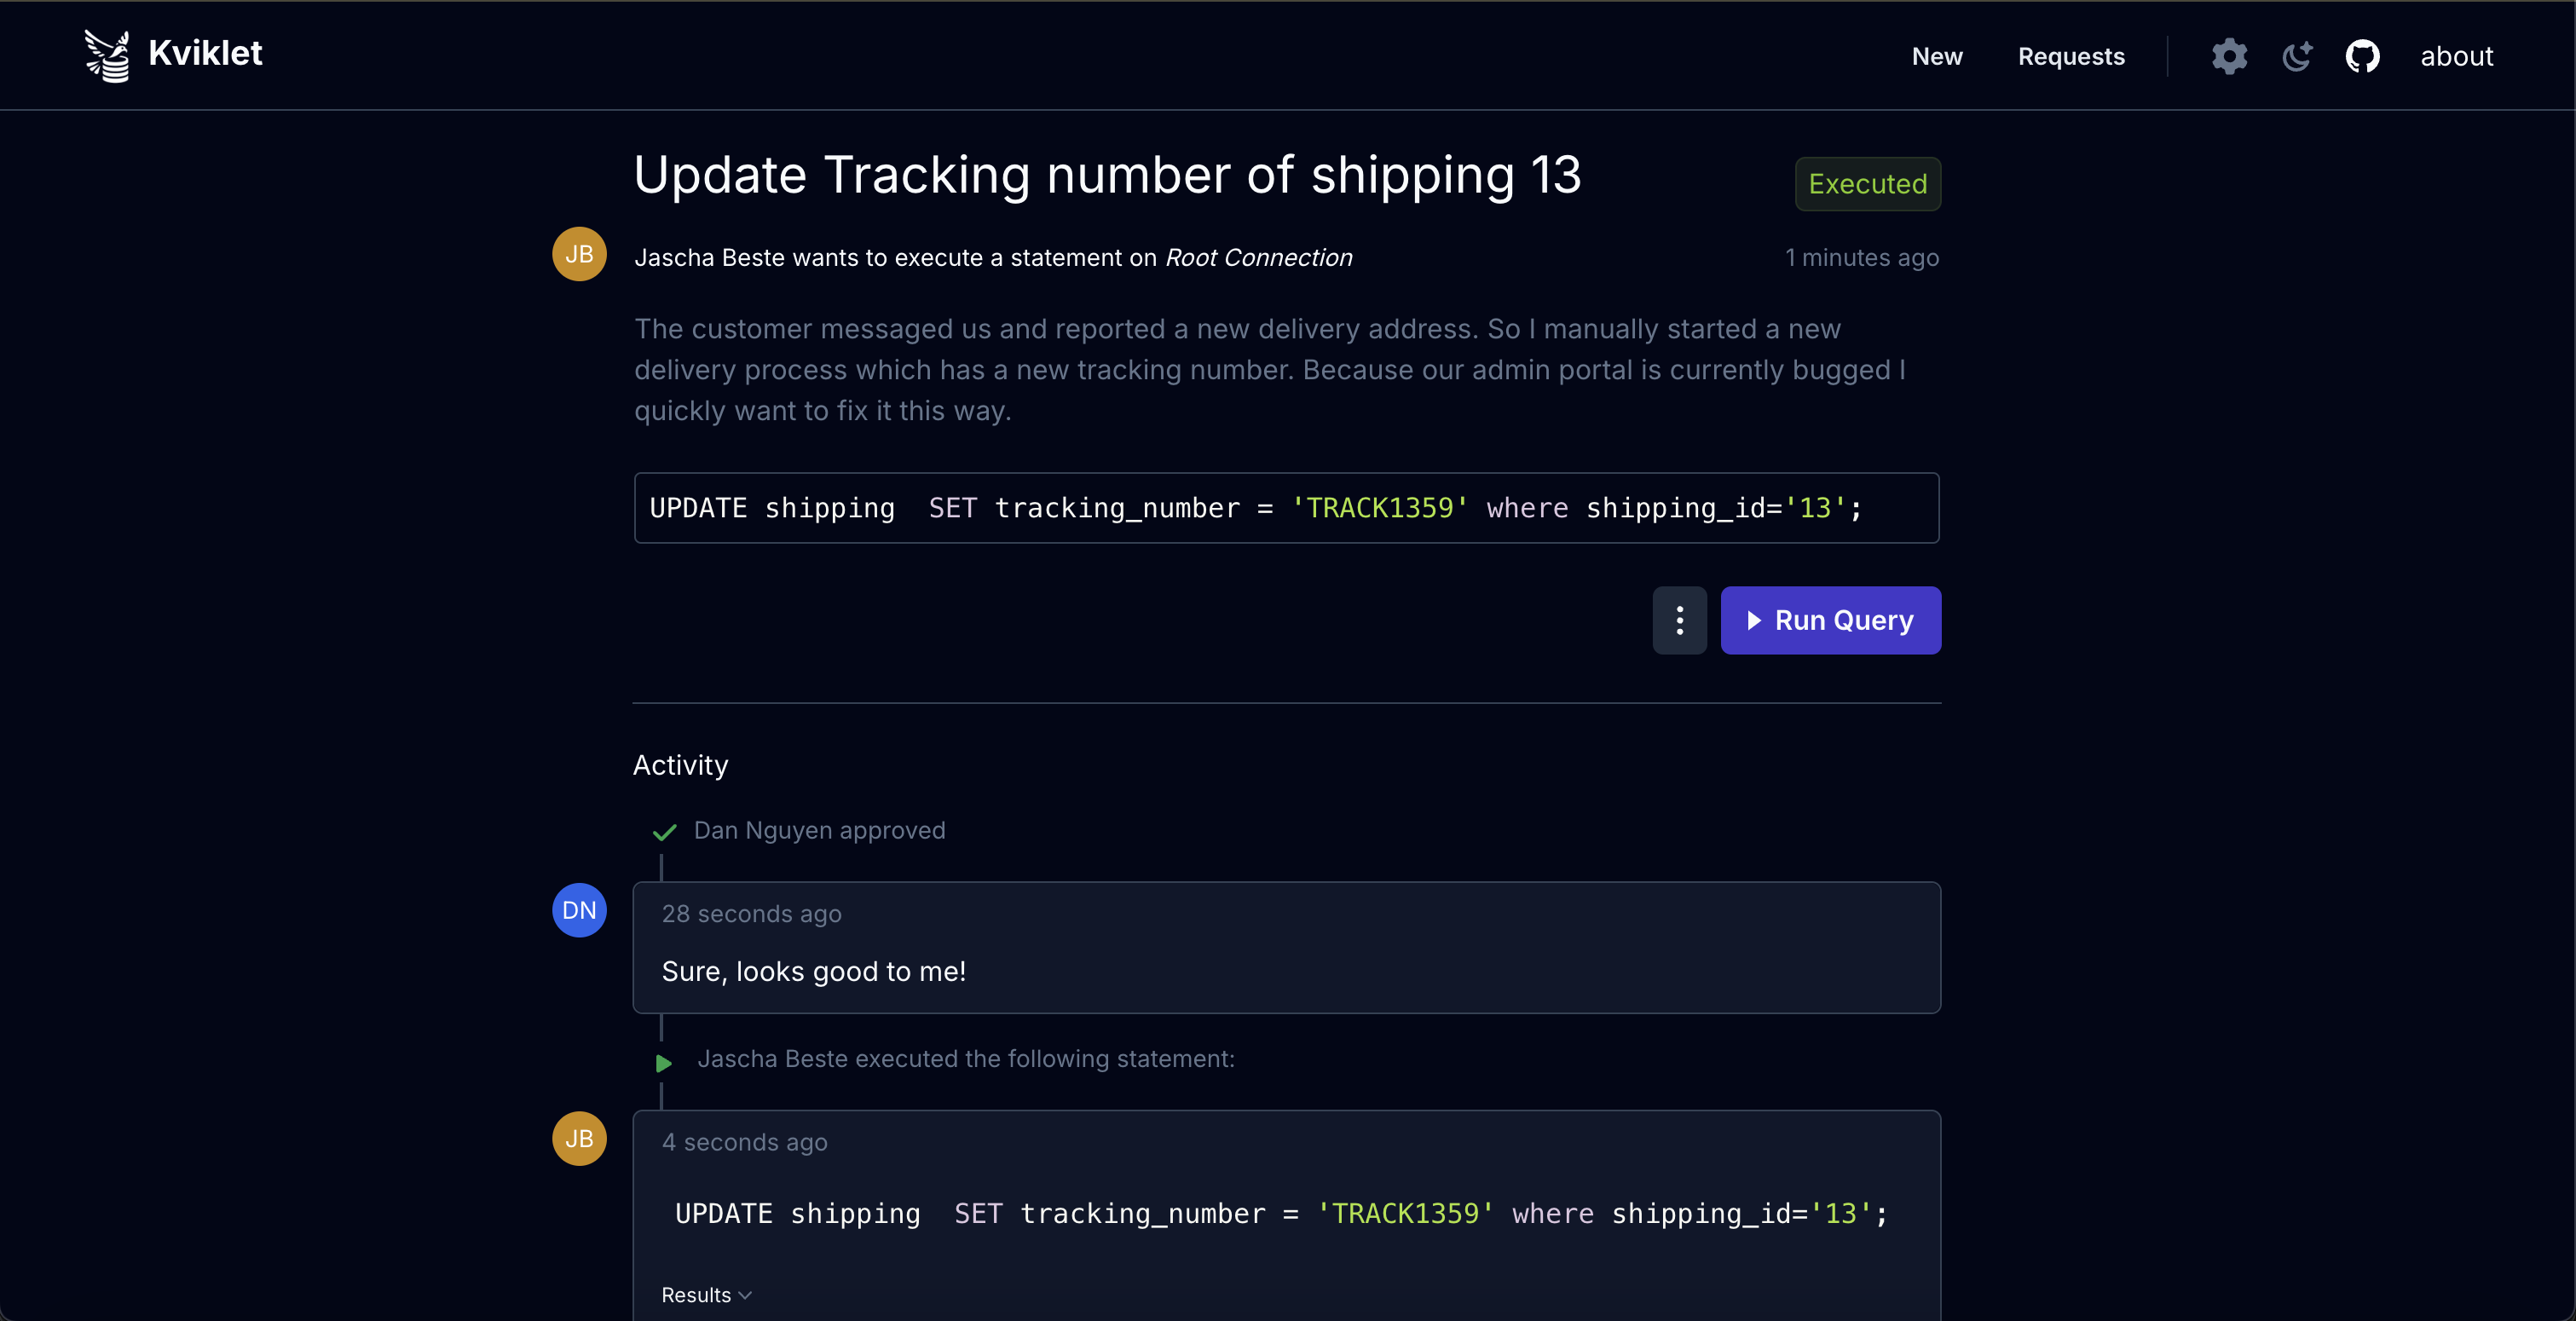 Kviklet
New
Requests
about
Update Tracking number of shipping 13
Executed
JB
Jascha Beste wants to execute a statement on Root Connection
1 minutes ago
The customer messaged us and reported a new delivery address. So I manually started a new
delivery process which has a new tracking number. Because our admin portal is currently bugged I
quickly want to fix it this way.
UPDATE shipping  SET tracking_number = 'TRACK1359' where shipping_id='13';
Run Query
Activity
Dan Nguyen approved
DN
28 seconds ago
Sure, looks good to me!
Jascha Beste executed the following statement:
JB
4 seconds ago
UPDATE shipping  SET tracking_number = 'TRACK1359' where shipping_id='13';
Results